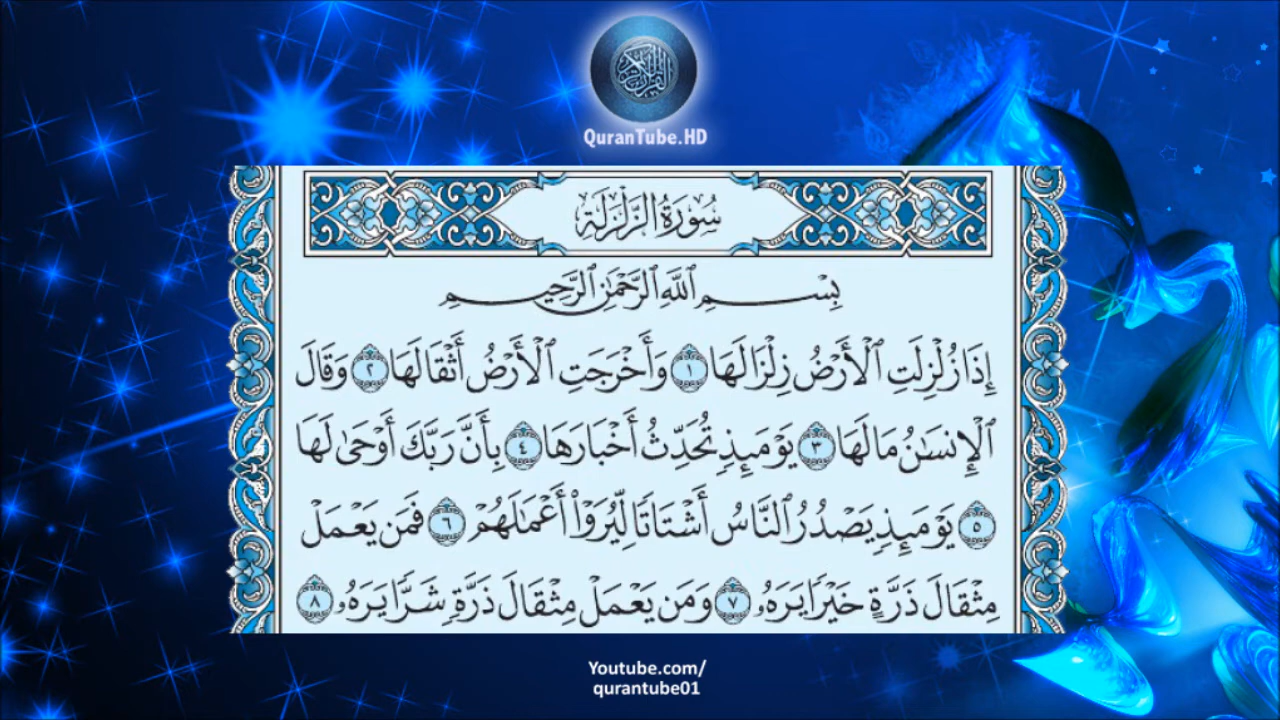 QuranTube.HD
سُورَةُ الزَّلْزَلَةِ
بِسْمِ ٱللَّهِ ٱلرَّحْمَٰنِ ٱلرَّحِيمِ
إِذَا زُلْزِلَتِ ٱلْأَرْضُ زِلْزَالَهَا ١ وَأَخْرَجَتِ ٱلْأَرْضُ أَثْقَالَهَا ٢ وَقَالَ
ٱلْإِنسَٰنُ مَا لَهَا ٣ يَوْمَئِذٍ تُحَدِّثُ أَخْبَارَهَا ٤ بِأَنَّ رَبَّكَ أَوْحَىٰ لَهَا
٥ يَوْمَئِذٍ يَصْدُرُ ٱلنَّاسُ أَشْتَاتًا لِّيُرَوْا۟ أَعْمَٰلَهُمْ ٦ فَمَن يَعْمَلْ
مِثْقَالَ ذَرَّةٍ خَيْرًا يَرَهُۥ ٧ وَمَن يَعْمَلْ مِثْقَالَ ذَرَّةٍ شَرًّا يَرَهُۥ ٨
Youtube.com/
qurantube01